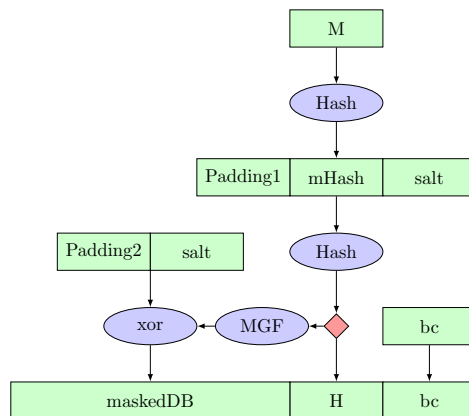 M
Hash
Padding1 mHash salt
Padding2 salt
Hash
xor MGF
bc
maskedDB H bc